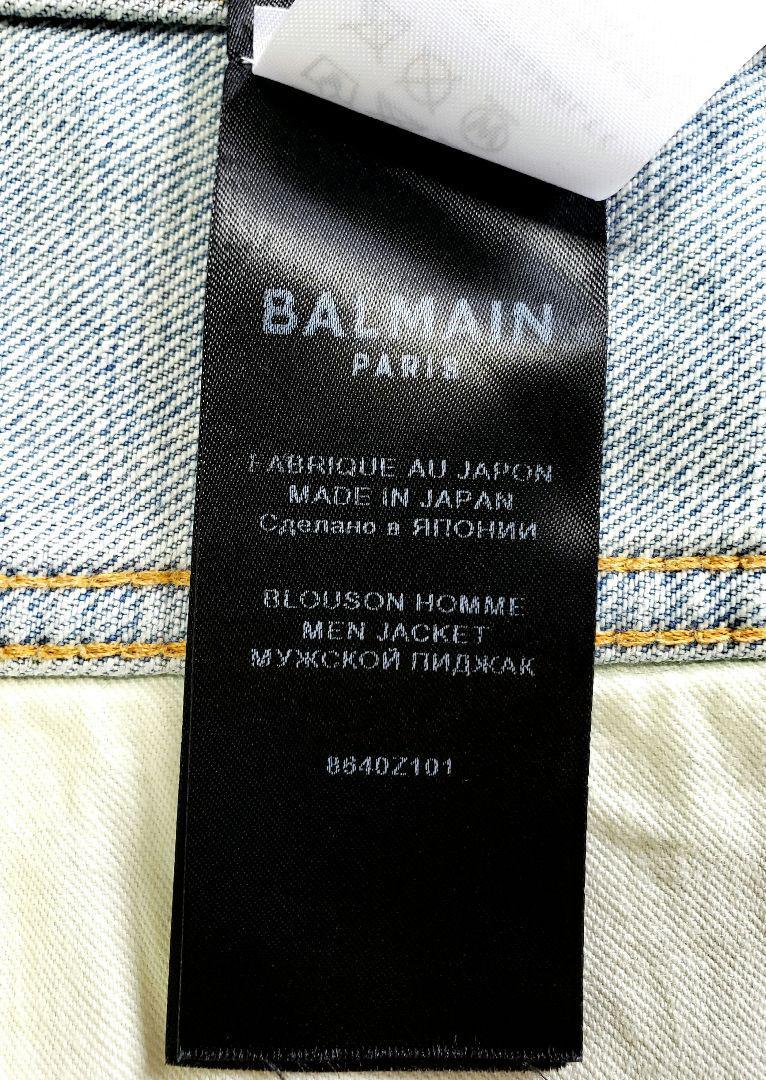 BALMAIN
PARIS
FABRIQUE AU JAPON
MADE IN JAPAN
Сделано в ЯПОНИИ
BLOUSON HOMME
MEN JACKET
МУЖСКОЙ ПИДЖАК
8640Z101